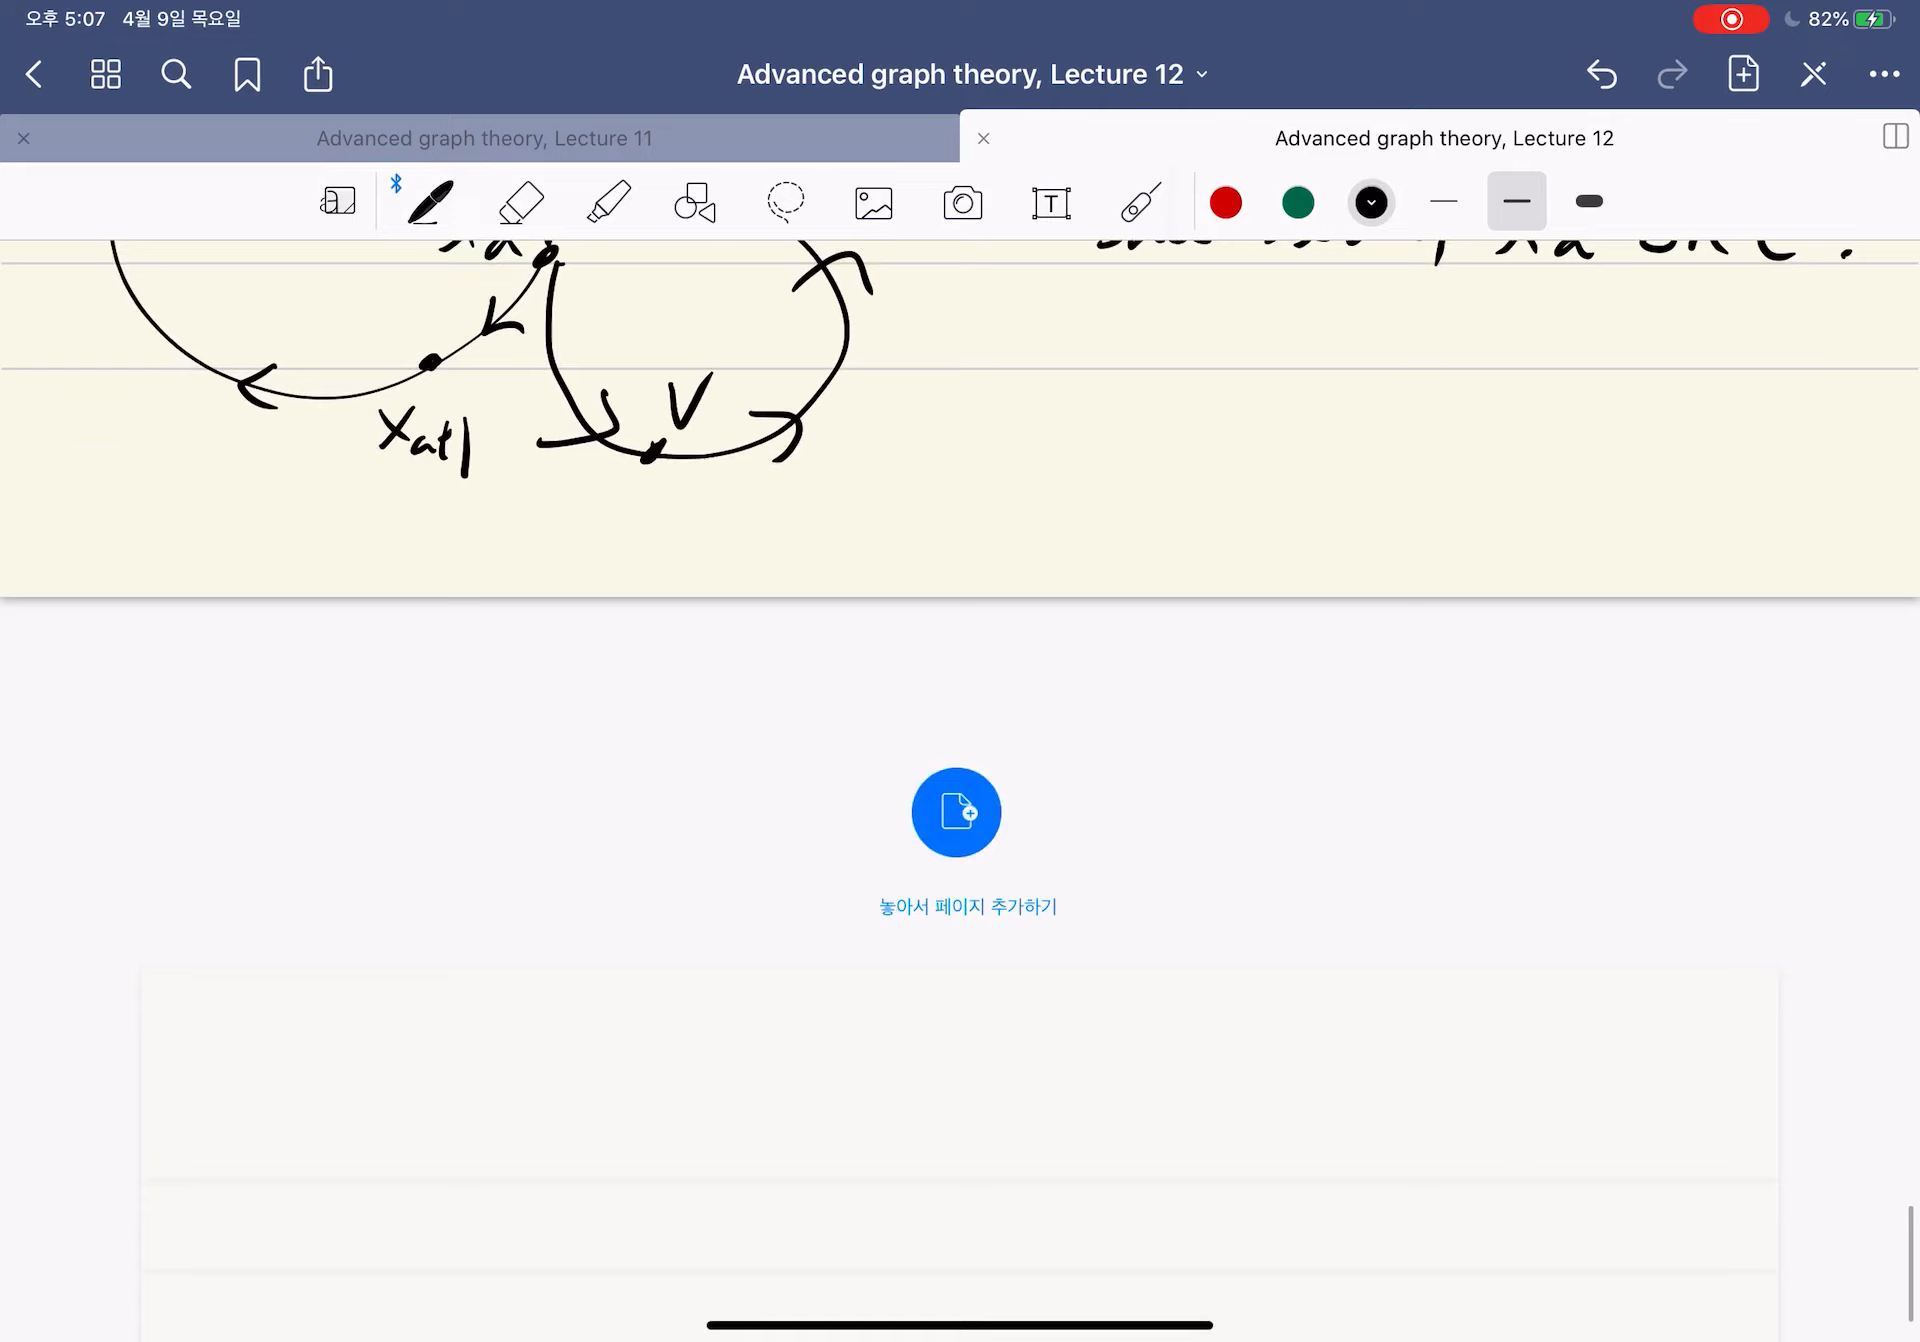 오후 5:07 4월 9일 목요일
82%
Advanced graph theory, Lecture 12
Advanced graph theory, Lecture 11
Advanced graph theory, Lecture 12
T
V
Xa+1
놓아서 페이지 추가하기